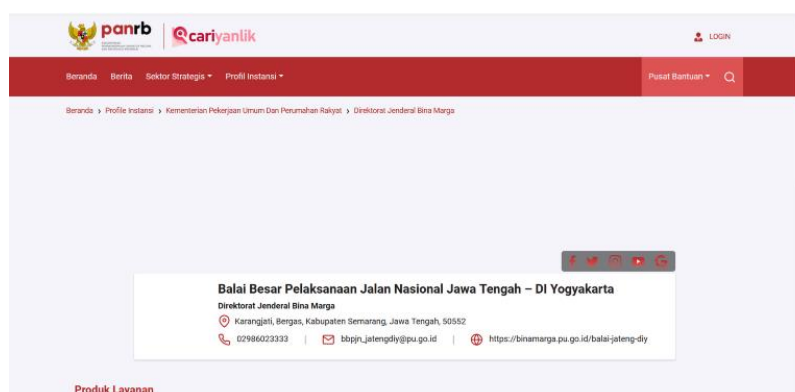 panrb
cariyanlik
LOGIN
Beranda Berita Sektor Strategis Profil Instansi Pusat Bantuan
Beranda > Profile Instansi > Kementerian Pekerjaan Umum Dan Perumahan Rakyat > Direktorat Jenderal Bina Marga
Balai Besar Pelaksanaan Jalan Nasional Jawa Tengah – DI Yogyakarta
Direktorat Jenderal Bina Marga
Karangjati, Bergas, Kabupaten Semarang, Jawa Tengah, 50552
02986023333 | bbpjn_jatengdiy@pu.go.id | https://binamarga.pu.go.id/balai-jateng-diy
Produk Layanan